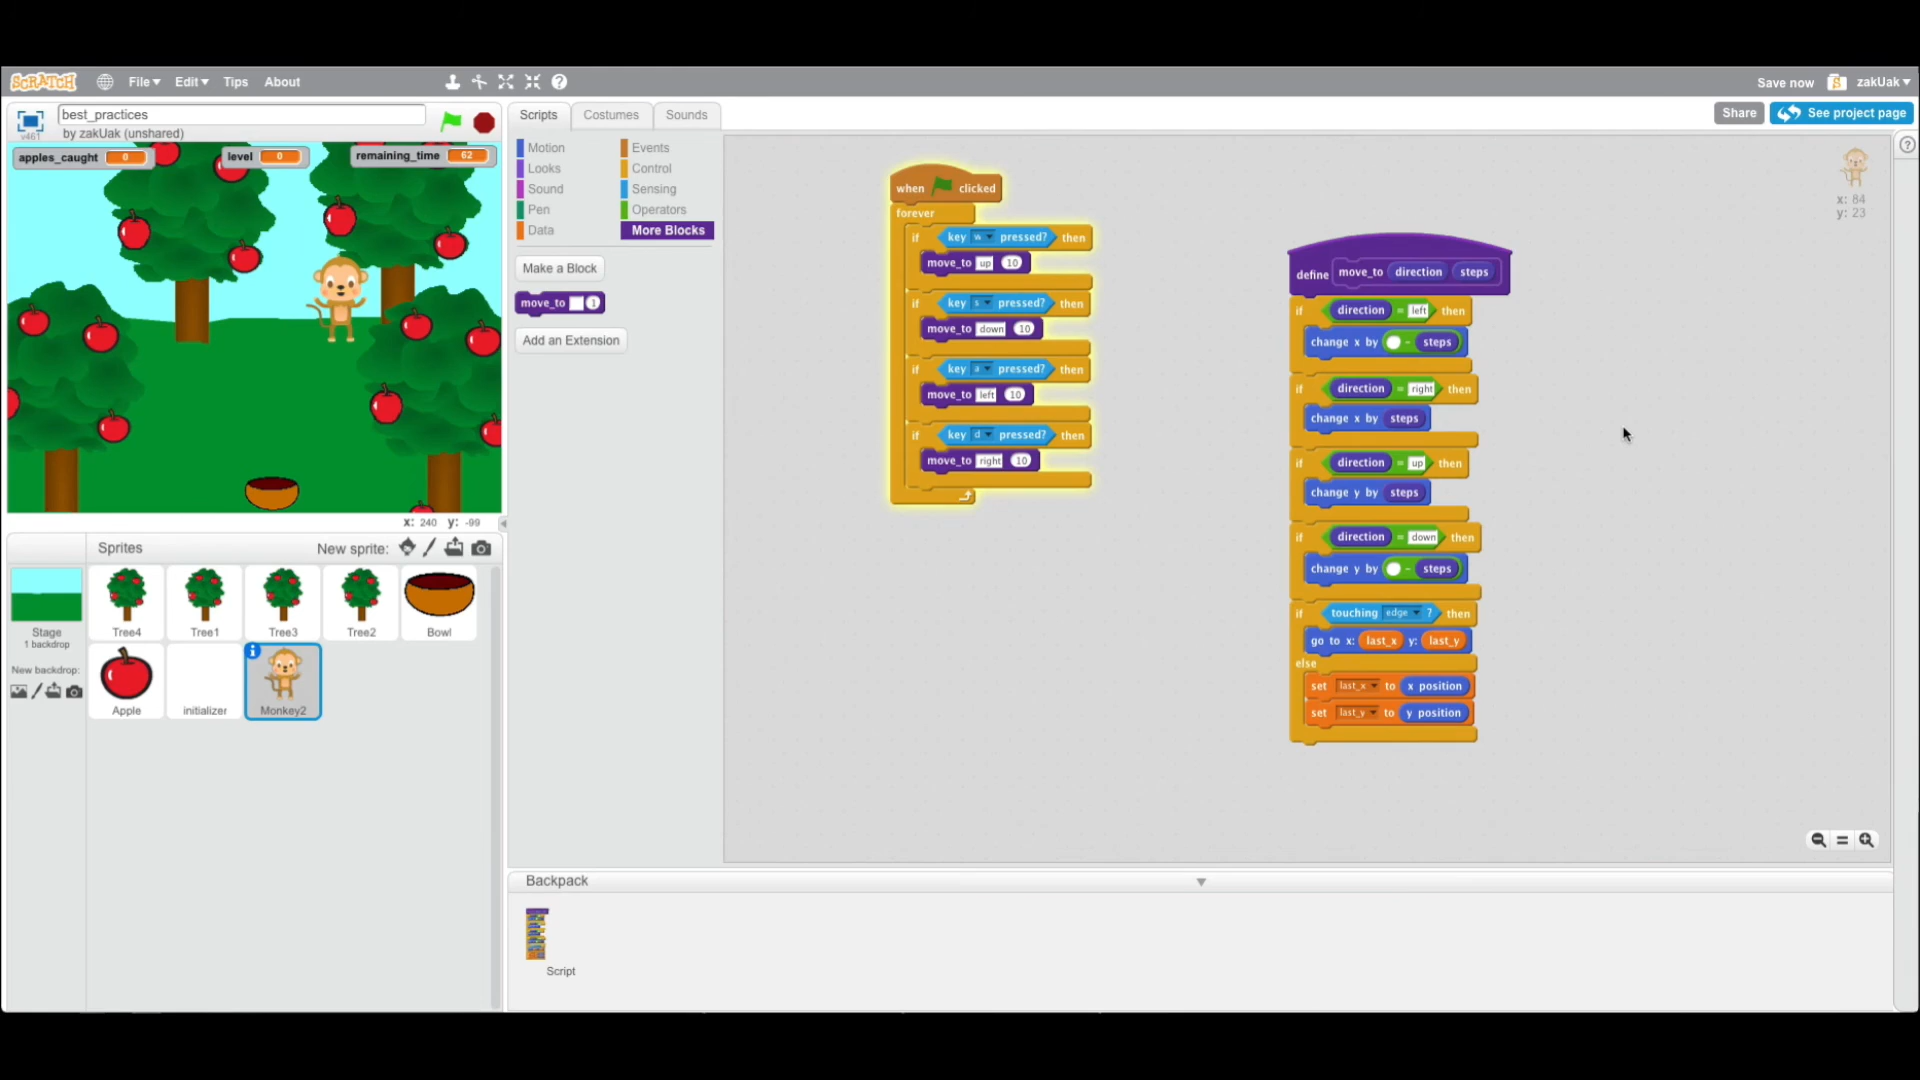 SCRATCH File Edit Tips About Save now zakUak
best_practices
by zakUak (unshared)
v461
Scripts Costumes Sounds
Share See project page
apples_caught 0 level 0 remaining_time 62
Motion Events
Looks Control
Sound Sensing
Pen Operators
Data More Blocks
Make a Block
move_to 1
Add an Extension
when clicked
forever
if key w pressed? then
move_to up 10
if key s pressed? then
move_to down 10
if key a pressed? then
move_to left 10
if key d pressed? then
move_to right 10
define move_to direction steps
if direction = left then
change x by - steps
if direction = right then
change x by steps
if direction = up then
change y by steps
if direction = down then
change y by - steps
if touching edge ? then
go to x: last_x y: last_y
else
set last_x to x position
set last_y to y position
x: 84
y: 23
x: 240 y: -99
Sprites New sprite:
Tree4 Tree1 Tree3 Tree2 Bowl
Stage
1 backdrop
New backdrop:
Apple initializer Monkey2
Backpack
Script